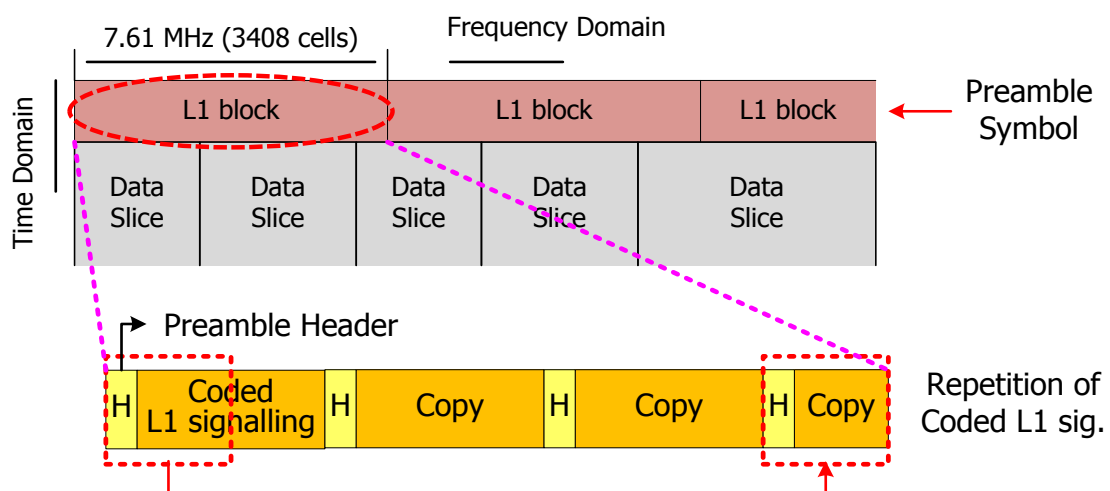 7.61 MHz (3408 cells)
Frequency Domain
Time Domain
L1 block
L1 block
L1 block
Preamble
Symbol
Data
Slice
Data
Slice
Data
Slice
Data
Slice
Data
Slice
Preamble Header
H
Coded
L1 signalling
H
Copy
H
Copy
H
Copy
Repetition of
Coded L1 sig.